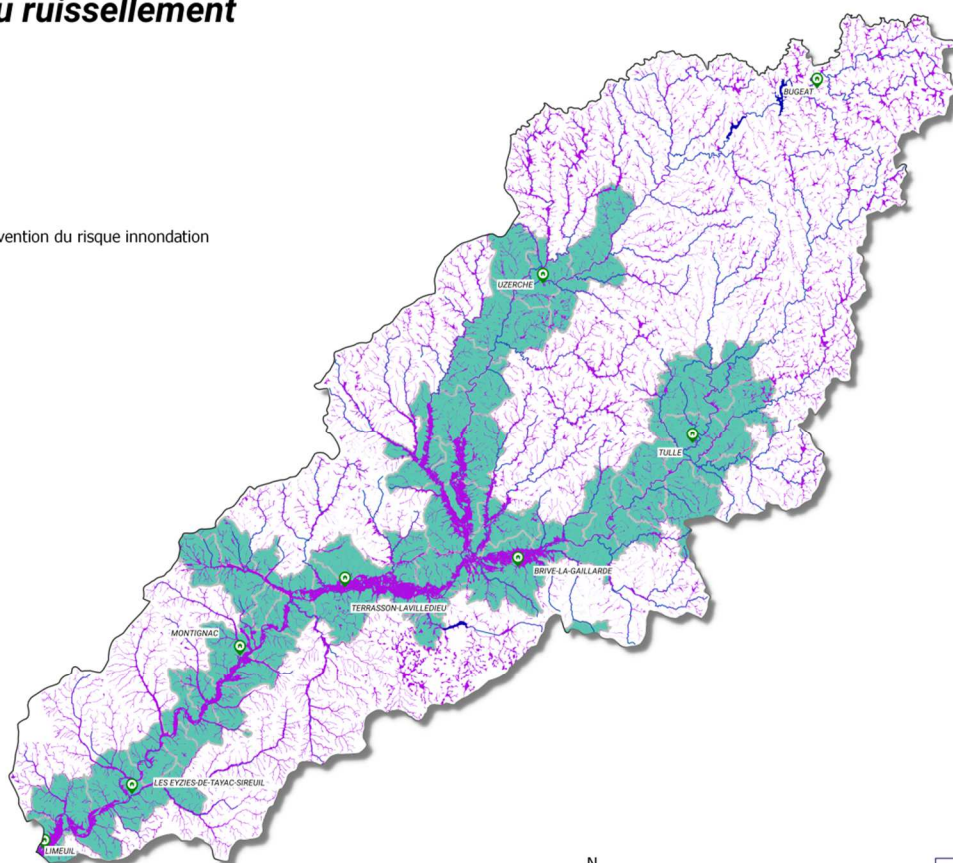 u ruissellement
BUGEAT
vention du risque innondation
UZERCHE
TULLE
BRIVE-LA-GAILLARDE
TERRASSON-LAVILLEDIEU
MONTIGNAC
LES EYZIES-DE-TAYAC-SIREUIL
LIMEUIL
N